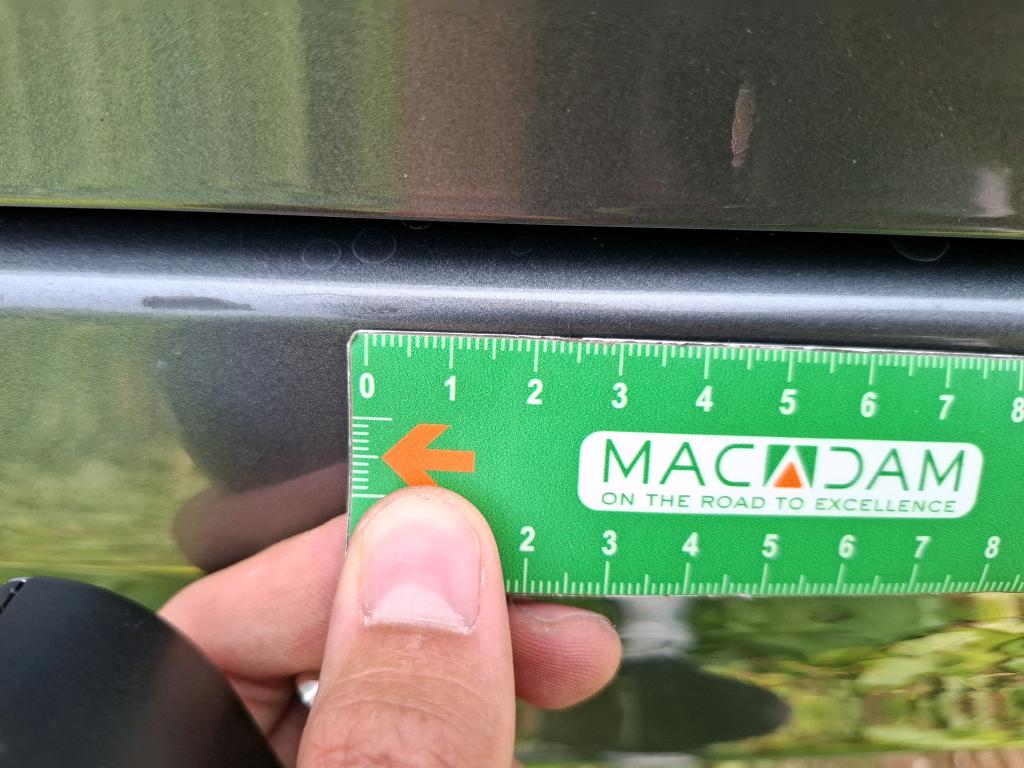 0 1 2 3 4 5 6 7 8
MACADAM
ON THE ROAD TO EXCELLENCE
2 3 4 5 6 7 8